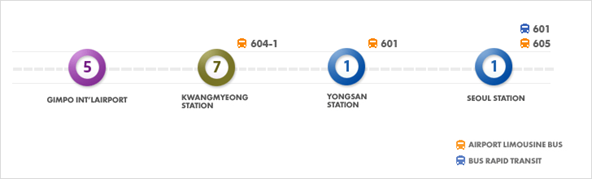 601
604-1
601
605
5
7
1
1
GIMPO INT'LAIRPORT
KWANGMYEONG
STATION
YONGSAN
STATION
SEOUL STATION
AIRPORT LIMOUSINE BUS
BUS RAPID TRANSIT